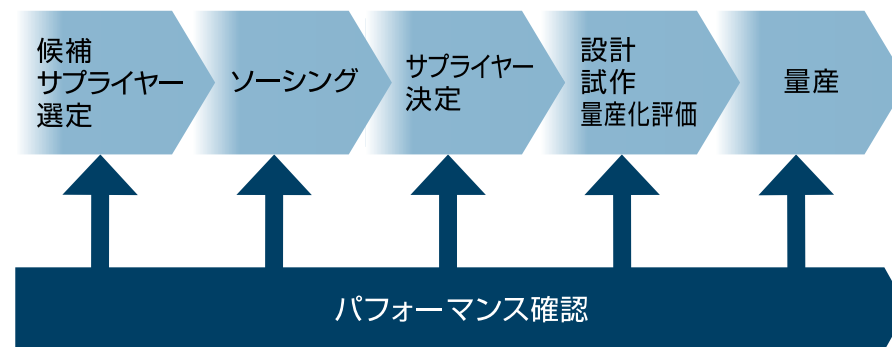 候補
サプライヤー
選定
ソーシング
サプライヤー
決定
設計
試作
量産化評価
量産
パフォーマンス確認